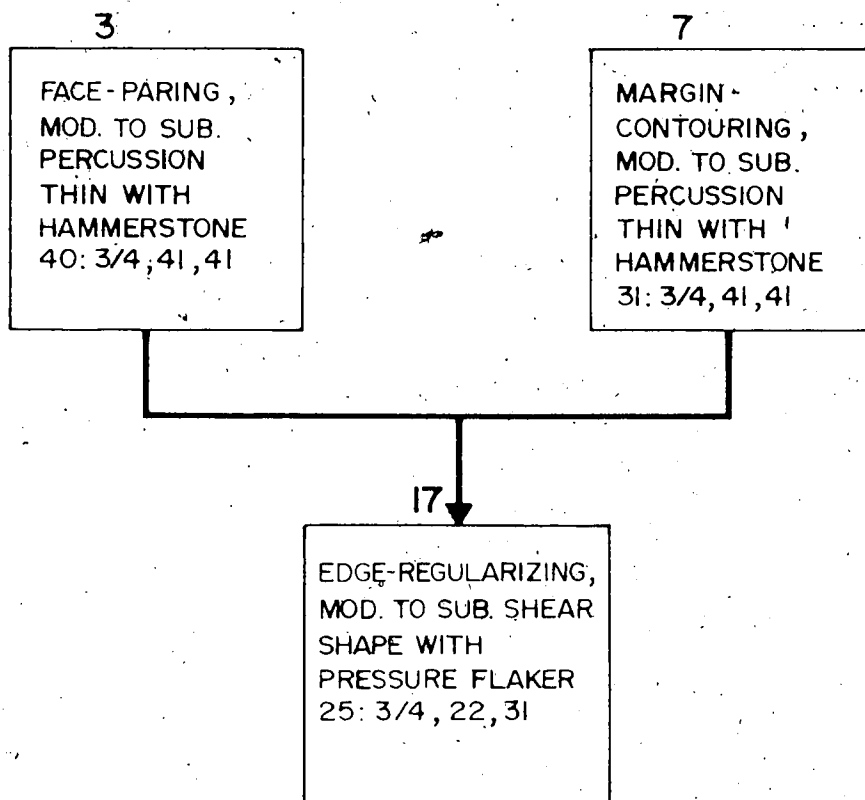 3
FACE-PARING,
MOD. TO SUB.
PERCUSSION
THIN WITH
HAMMERSTONE
40: 3/4, 41, 41
7
MARGIN-
CONTOURING,
MOD. TO SUB.
PERCUSSION
THIN WITH
HAMMERSTONE
31: 3/4, 41, 41
17
EDGE-REGULARIZING,
MOD. TO SUB. SHEAR
SHAPE WITH
PRESSURE FLAKER
25: 3/4, 22, 31